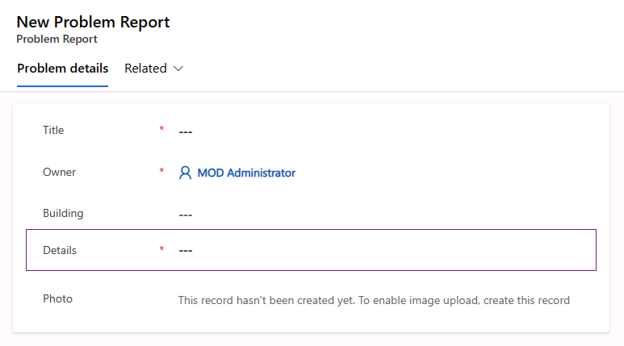 New Problem Report
Problem Report
Problem details Related
Title * ---
Owner * MOD Administrator
Building ---
Details * ---
Photo This record hasn't been created yet. To enable image upload, create this record